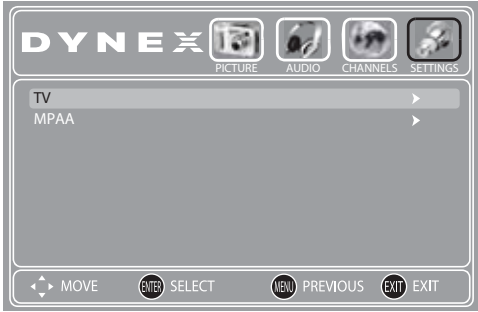 DYNEX
PICTURE AUDIO CHANNELS SETTINGS
TV
MPAA
MOVE ENTER SELECT MENU PREVIOUS EXIT EXIT